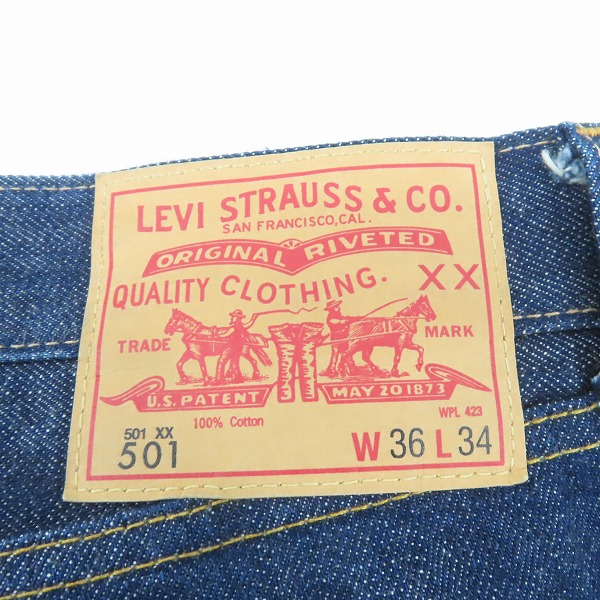 LEVI STRAUSS & CO.
SAN FRANCISCO, CAL.
ORIGINAL RIVETED
QUALITY CLOTHING. XX
TRADE MARK
U.S. PATENT MAY 20 1873
100% Cotton WPL 423
501 XX
501 W 36 L 34